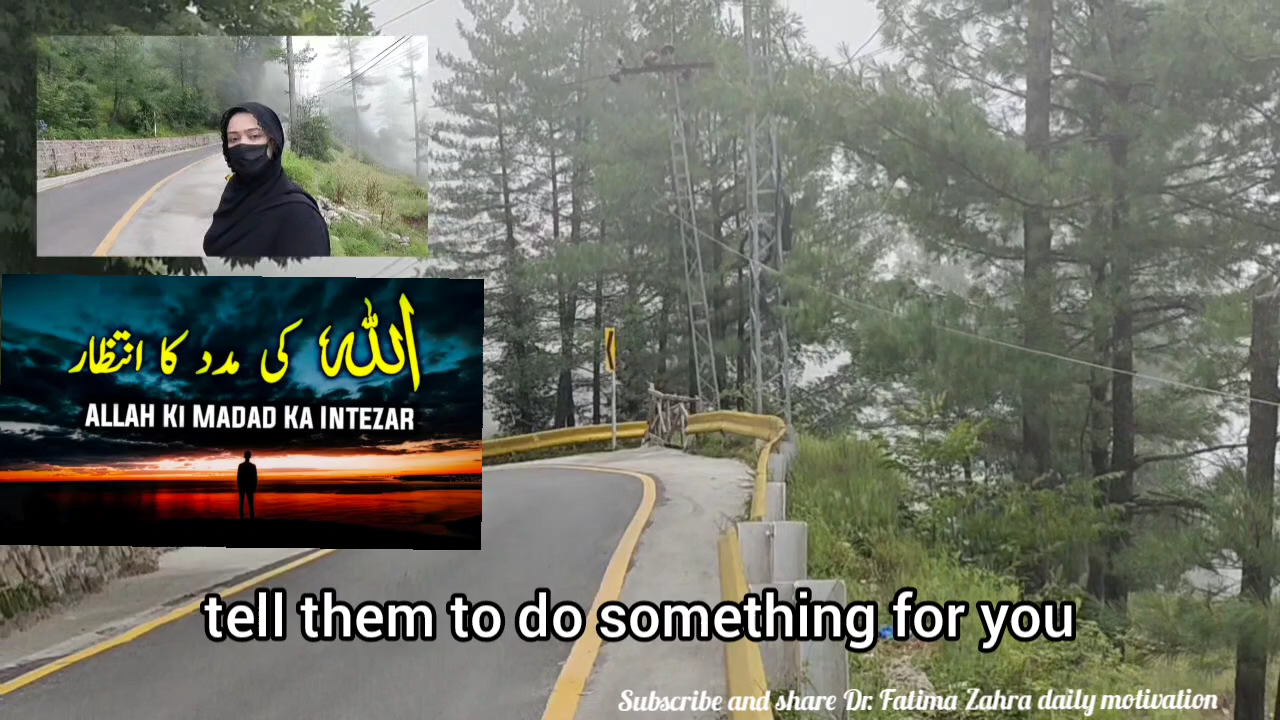 اللہ کی مدد کا انتظار
ALLAH KI MADAD KA INTEZAR
tell them to do something for you
Subscribe and share Dr. Fatima Zahra daily motivation